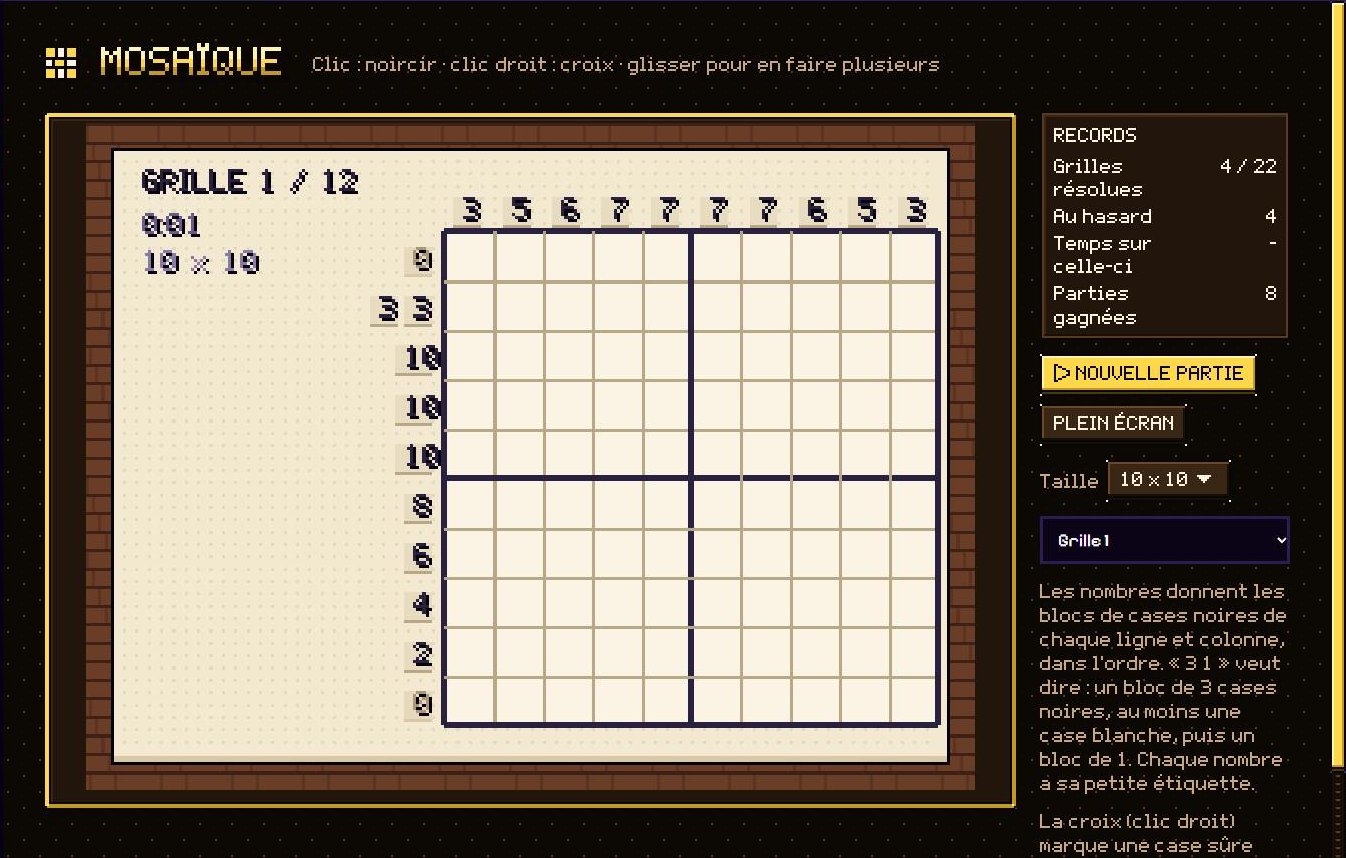 MOSAÏQUE
Clic : noircir · clic droit : croix · glisser pour en faire plusieurs
GRILLE 1 / 12
0:01
10 x 10
3 5 6 7 7 7 7 6 5 3
0
3 3
10
10
10
8
6
4
2
0
RECORDS
Grilles résolues 4 / 22
Au hasard 4
Temps sur celle-ci -
Parties gagnées 8
NOUVELLE PARTIE
PLEIN ÉCRAN
Taille 10 x 10
Grille 1
Les nombres donnent les
blocs de cases noires de
chaque ligne et colonne,
dans l'ordre. « 3 1 » veut
dire : un bloc de 3 cases
noires, au moins une
case blanche, puis un
bloc de 1. Chaque nombre
a sa petite étiquette.
La croix (clic droit)
marque une case sûre